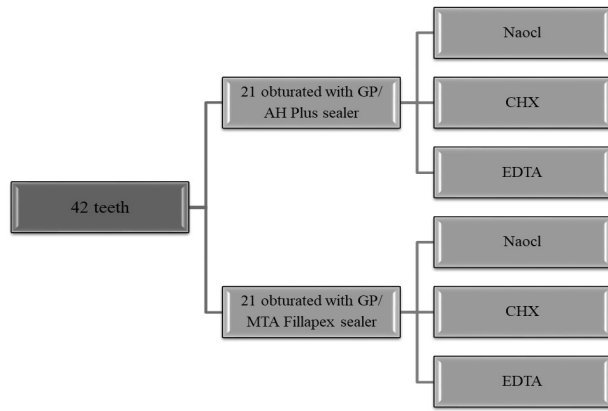 42 teeth
21 obturated with GP/
AH Plus sealer
Naocl
CHX
EDTA
21 obturated with GP/
MTA Fillapex sealer
Naocl
CHX
EDTA